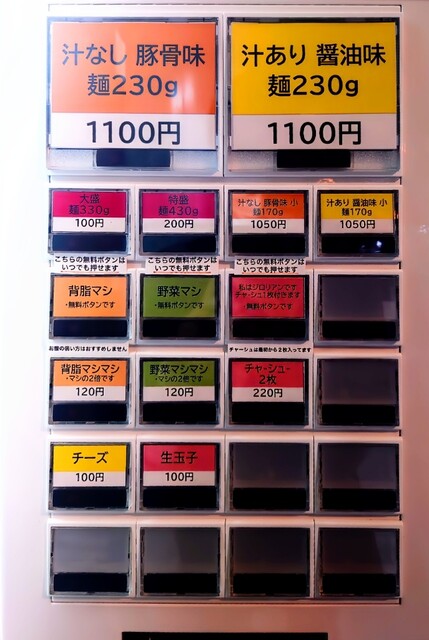 汁なし 豚骨味
麺230g
1100円
汁あり 醤油味
麺230g
1100円
大盛
麺330g
100円
特盛
麺430g
200円
汁なし 豚骨味 小
麺170g
1050円
汁あり 醤油味 小
麺170g
1050円
こちらの無料ボタンは
いつでも押せます
こちらの無料ボタンは
いつでも押せます
こちらの無料ボタンは
いつでも押せます
背脂マシ
・無料ボタンです
野菜マシ
・無料ボタンです
私はジロリアンです
チャーシュー1枚付きます
・無料ボタンです
お腹の弱い方はおすすめしません
チャーシューは最初から2枚入ってます
背脂マシマシ
・マシの2倍です
120円
野菜マシマシ
・マシの2倍です
120円
チャーシュー
2枚
220円
チーズ
100円
生玉子
100円